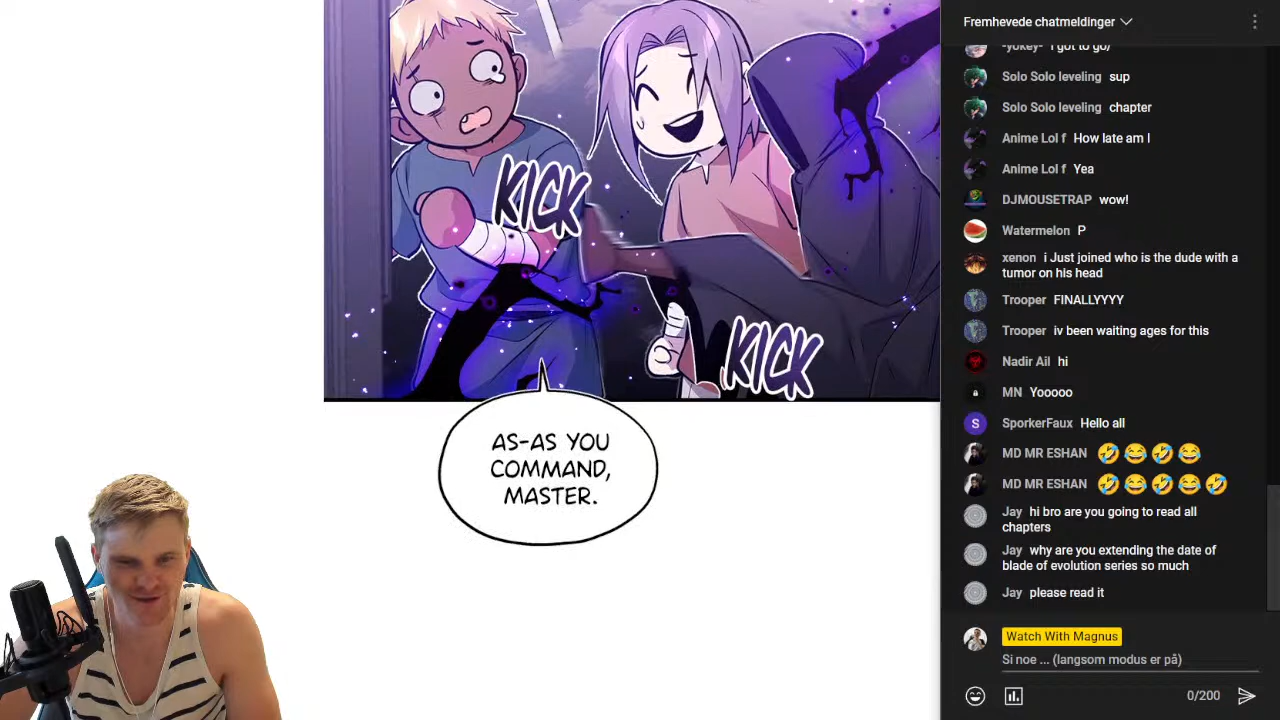 KICK
KICK
AS-AS YOU
COMMAND,
MASTER.
Fremhevede chatmeldinger
-yokey- I got to go)
Solo Solo leveling sup
Solo Solo leveling chapter
Anime Lol f How late am I
Anime Lol f Yea
DJMOUSETRAP wow!
Watermelon P
xenon i Just joined who is the dude with a
tumor on his head
Trooper FINALLYYYY
Trooper iv been waiting ages for this
Nadir Ail hi
MN Yooooo
S
SporkerFaux Hello all
MD MR ESHAN 🤣😂🤣😂
MD MR ESHAN 🤣😂🤣😂🤣
Jay hi bro are you going to read all
chapters
Jay why are you extending the date of
blade of evolution series so much
Jay please read it
Watch With Magnus
Si noe ... (langsom modus er på)
0/200